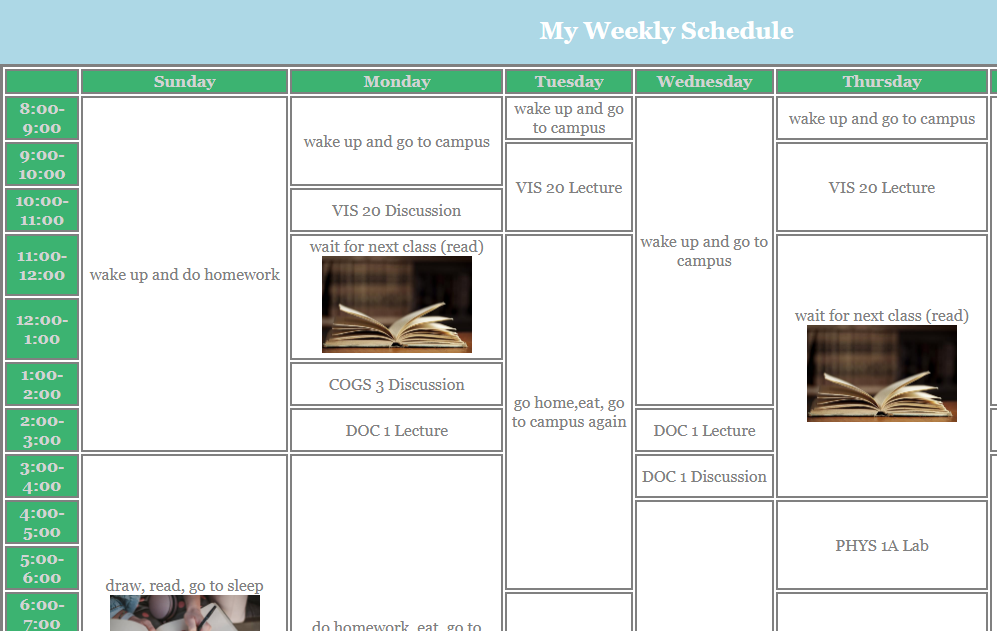 My Weekly Schedule
Sunday
Monday
Tuesday
Wednesday
Thursday
8:00-
9:00
wake up and do homework
wake up and go to campus
wake up and go
to campus
wake up and go to
campus
wake up and go to campus
9:00-
10:00
VIS 20 Lecture
VIS 20 Lecture
10:00-
11:00
VIS 20 Discussion
11:00-
12:00
wait for next class (read)
go home,eat, go
to campus again
wait for next class (read)
12:00-
1:00
1:00-
2:00
COGS 3 Discussion
2:00-
3:00
DOC 1 Lecture
DOC 1 Lecture
3:00-
4:00
draw, read, go to sleep
do homework, eat, go to
DOC 1 Discussion
4:00-
5:00
PHYS 1A Lab
5:00-
6:00
6:00-
7:00